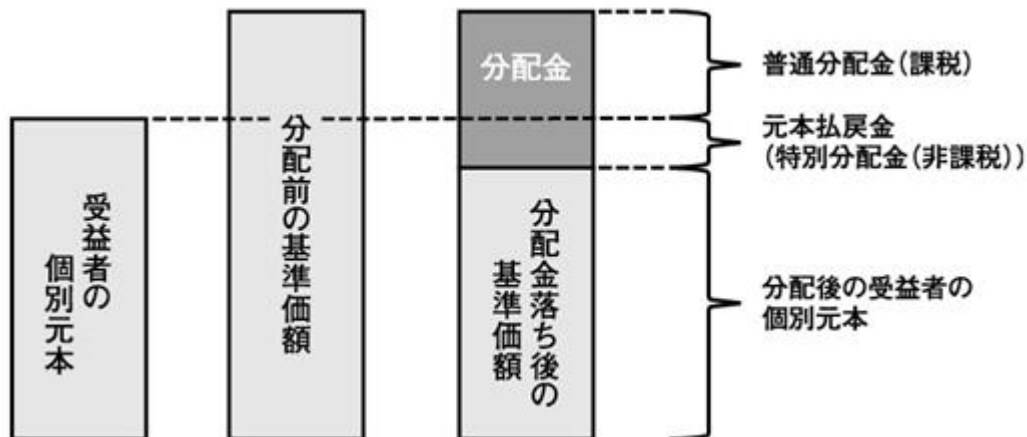 受益者の
個別元本
分配前の基準価額
分配金
分配金落ち後の
基準価額
普通分配金(課税)
元本払戻金
(特別分配金(非課税))
分配後の受益者の
個別元本